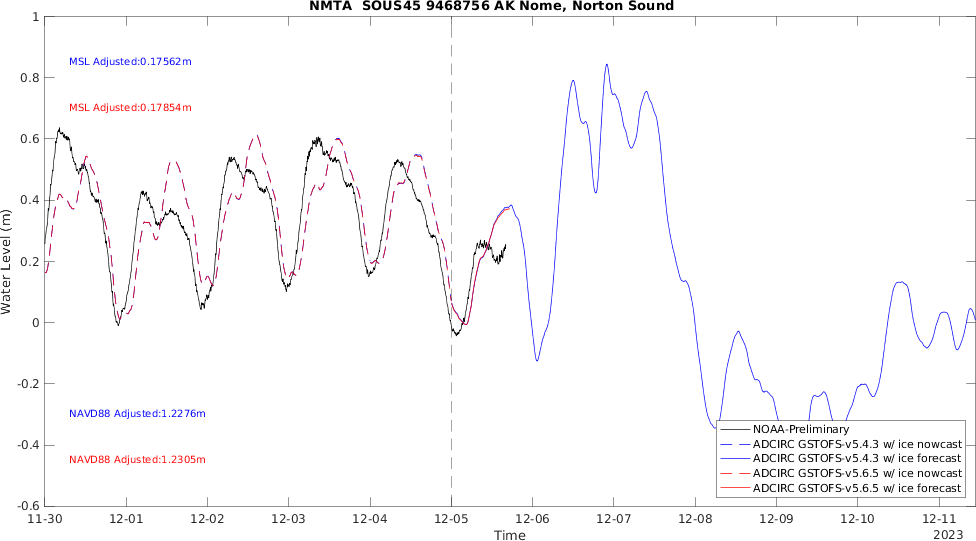 NMTA SOUS45 9468756 AK Nome, Norton Sound
1
MSL Adjusted:0.17562m
0.8
MSL Adjusted:0.17854m
0.6
0.4
Water Level (m)
0.2
0
-0.2
NAVD88 Adjusted:1.2276m
NOAA-Preliminary
-0.4
ADCIRC GSTOFS-v5.4.3 w/ ice nowcast
NAVD88 Adjusted:1.2305m
ADCIRC GSTOFS-v5.4.3 w/ ice forecast
ADCIRC GSTOFS-v5.6.5 w/ ice nowcast
ADCIRC GSTOFS-v5.6.5 w/ ice forecast
-0.6
11-30 12-01 12-02 12-03 12-04 12-05 12-06 12-07 12-08 12-09 12-10 12-11
Time
2023